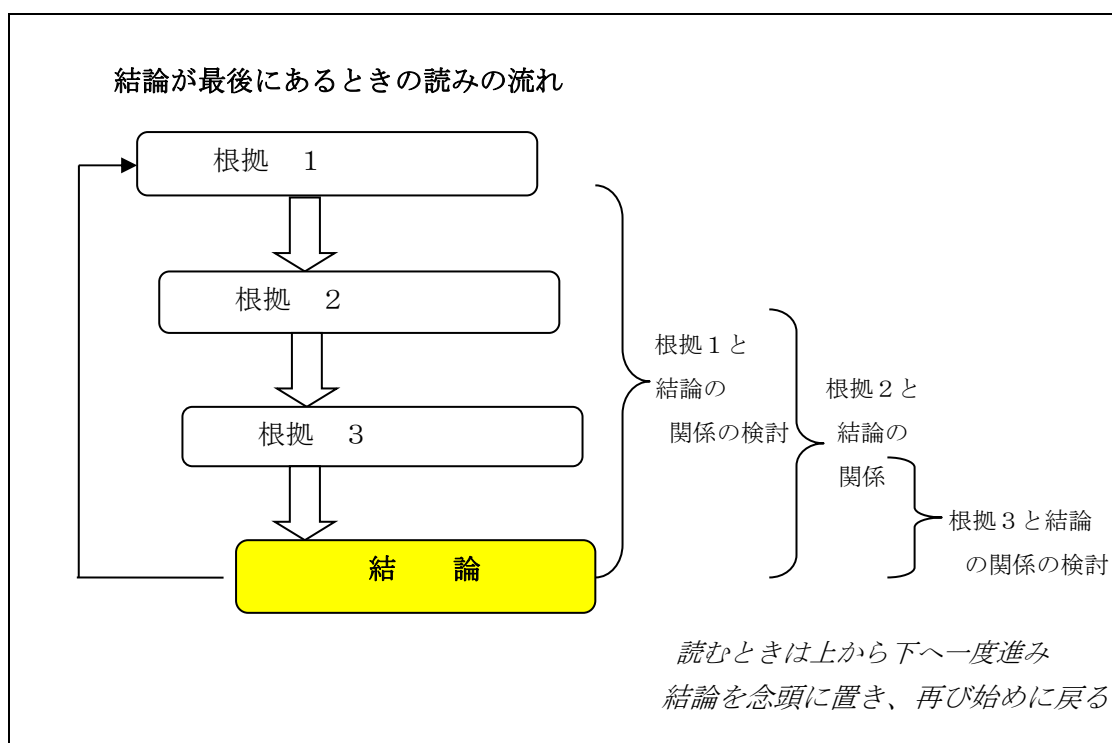 結論が最後にあるときの読みの流れ
根拠　１
根拠　２
根拠　３
結　　論
根拠１と
結論の
関係の検討
根拠２と
結論の
関係
根拠３と結論
の関係の検討
読むときは上から下へ一度進み
結論を念頭に置き、再び始めに戻る